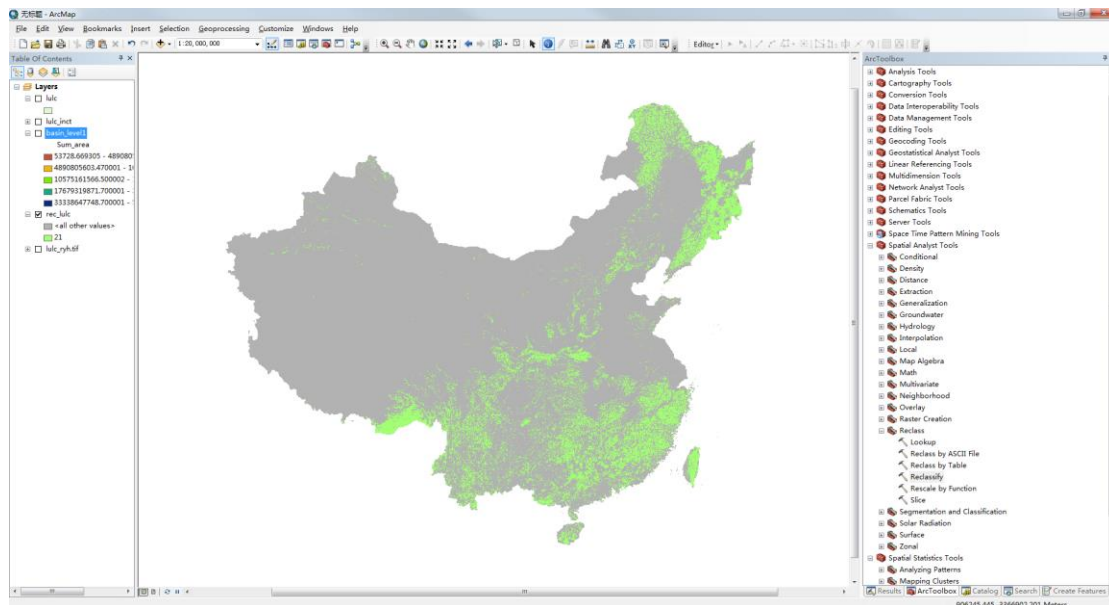 无标题 - ArcMap
File Edit View Bookmarks Insert Selection Geoprocessing Customize Windows Help
1:20,000,000
Editor
Table Of Contents
Layers
lulc
lulc_inct
basin_level1
Sum_area
53728.669305 - 489080
4890805603.470001 - 1
10575161566.500002 -
17679319871.700001 -
33338647748.700001 -
rec_lulc
<all other values>
21
lulc_ryh.tif
ArcToolbox
Analysis Tools
Cartography Tools
Conversion Tools
Data Interoperability Tools
Data Management Tools
Editing Tools
Geocoding Tools
Geostatistical Analyst Tools
Linear Referencing Tools
Multidimension Tools
Network Analyst Tools
Parcel Fabric Tools
Schematics Tools
Server Tools
Space Time Pattern Mining Tools
Spatial Analyst Tools
Conditional
Density
Distance
Extraction
Generalization
Groundwater
Hydrology
Interpolation
Local
Map Algebra
Math
Multivariate
Neighborhood
Overlay
Raster Creation
Reclass
Lookup
Reclass by ASCII File
Reclass by Table
Reclassify
Rescale by Function
Slice
Segmentation and Classification
Solar Radiation
Surface
Zonal
Spatial Statistics Tools
Analyzing Patterns
Mapping Clusters
Results ArcToolbox Catalog Search Create Features